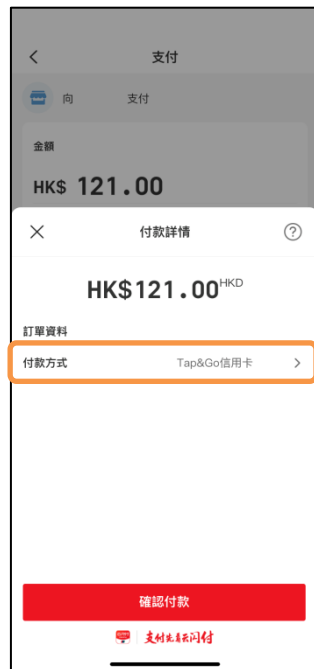 支付
向 支付
金額
HK$ 121.00
付款詳情
HK$121.00HKD
訂單資料
付款方式 Tap&Go信用卡
確認付款
支付先锋云闪付